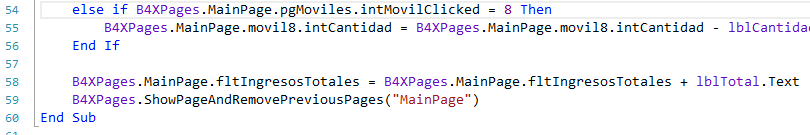 54 else if B4XPages.MainPage.pgMoviles.intMovilClicked = 8 Then
55 B4XPages.MainPage.movil8.intCantidad = B4XPages.MainPage.movil8.intCantidad - lblCantida
56 End If
57
58 B4XPages.MainPage.fltIngresosTotales = B4XPages.MainPage.fltIngresosTotales + lblTotal.Text
59 B4XPages.ShowPageAndRemovePreviousPages("MainPage")
60 End Sub